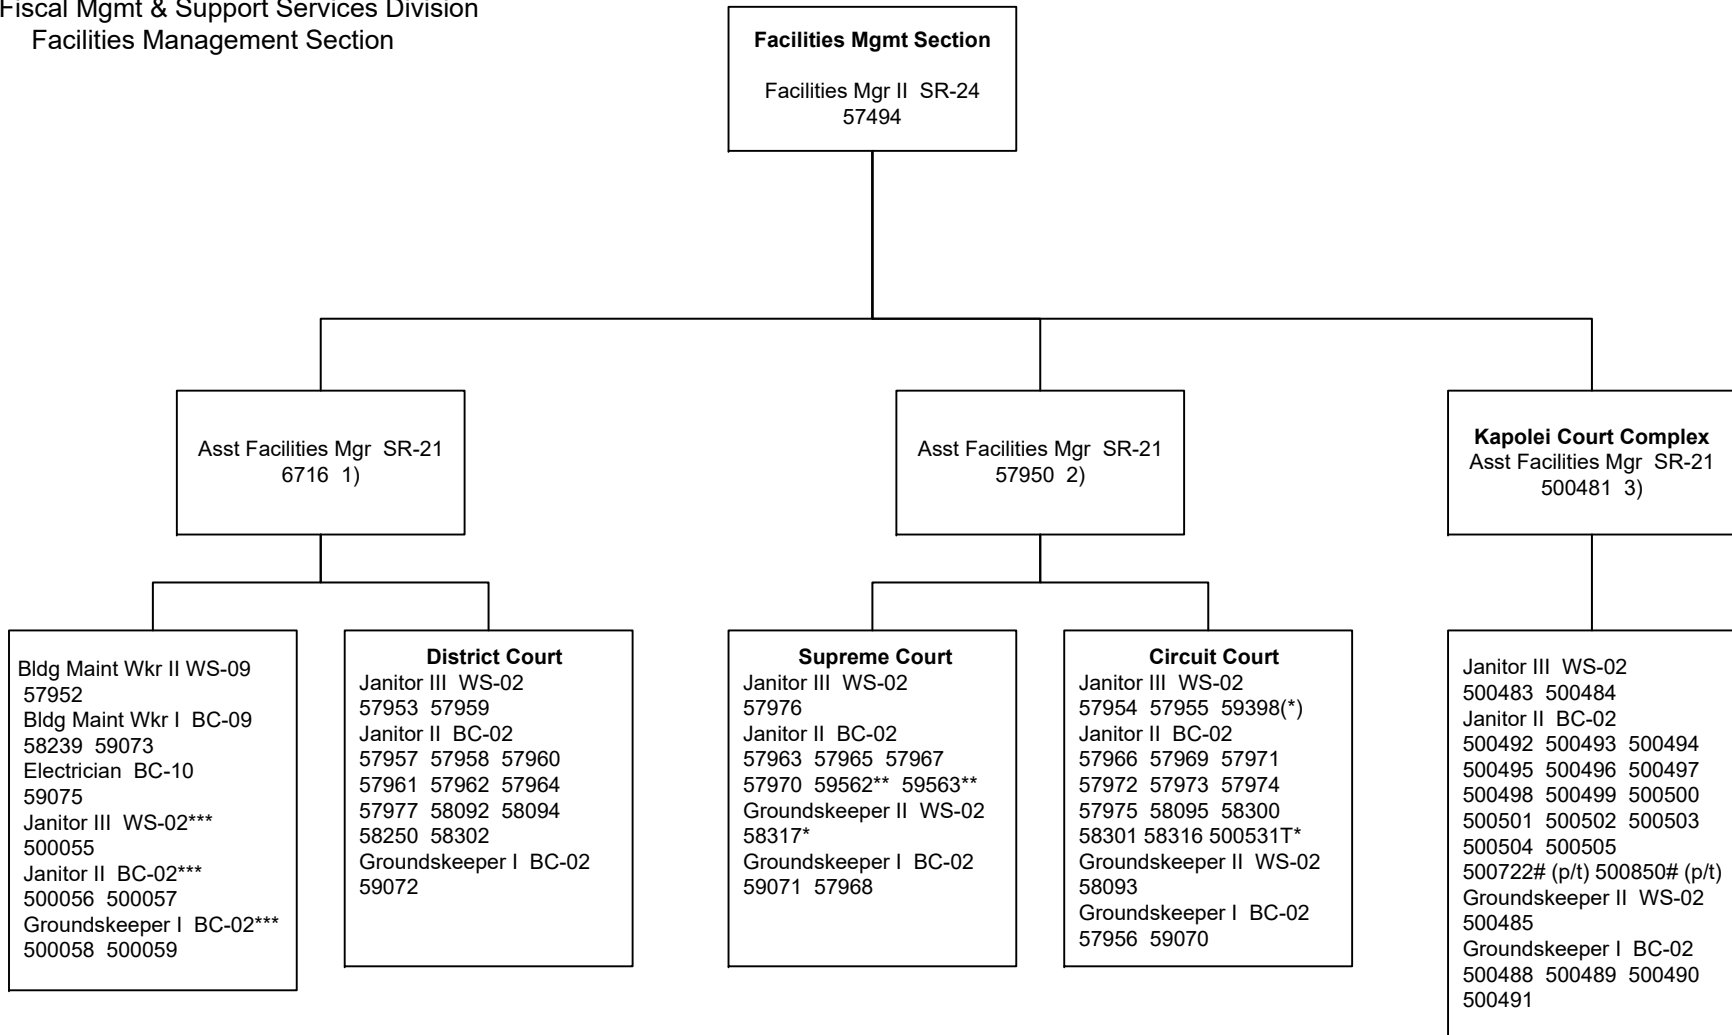 Fiscal Mgmt & Support Services Division
Facilities Management Section
Facilities Mgmt Section
Facilities Mgr II  SR-24
57494
Asst Facilities Mgr  SR-21
6716  1)
Asst Facilities Mgr  SR-21
57950  2)
Kapolei Court Complex
Asst Facilities Mgr  SR-21
500481  3)
Bldg Maint Wkr II WS-09
57952
Bldg Maint Wkr I  BC-09
58239  59073
Electrician  BC-10
59075
Janitor III  WS-02***
500055
Janitor II  BC-02***
500056  500057
Groundskeeper I  BC-02***
500058  500059
District Court
Janitor III  WS-02
57953  57959
Janitor II  BC-02
57957  57958  57960
57961  57962  57964
57977  58092  58094
58250  58302
Groundskeeper I  BC-02
59072
Supreme Court
Janitor III  WS-02
57976
Janitor II  BC-02
57963  57965  57967
57970  59562**  59563**
Groundskeeper II  WS-02
58317*
Groundskeeper I  BC-02
59071  57968
Circuit Court
Janitor III  WS-02
57954  57955  59398(*)
Janitor II  BC-02
57966  57969  57971
57972  57973  57974
57975  58095  58300
58301 58316 500531T*
Groundskeeper II  WS-02
58093
Groundskeeper I  BC-02
57956  59070
Janitor III  WS-02
500483  500484
Janitor II  BC-02
500492  500493  500494
500495  500496  500497
500498  500499  500500
500501  500502  500503
500504  500505
500722# (p/t) 500850# (p/t)
Groundskeeper II  WS-02
500485
Groundskeeper I  BC-02
500488  500489  500490
500491